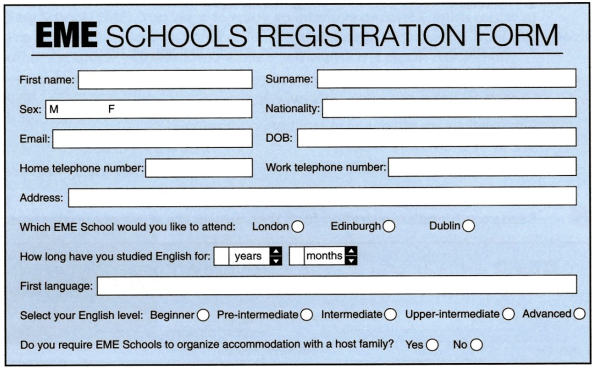 EME SCHOOLS REGISTRATION FORM
First name: Surname:
Sex: M F Nationality:
Email: DOB:
Home telephone number: Work telephone number:
Address:
Which EME School would you like to attend: London Edinburgh Dublin
How long have you studied English for: years months
First language:
Select your English level: Beginner Pre-intermediate Intermediate Upper-intermediate Advanced
Do you require EME Schools to organize accommodation with a host family? Yes No